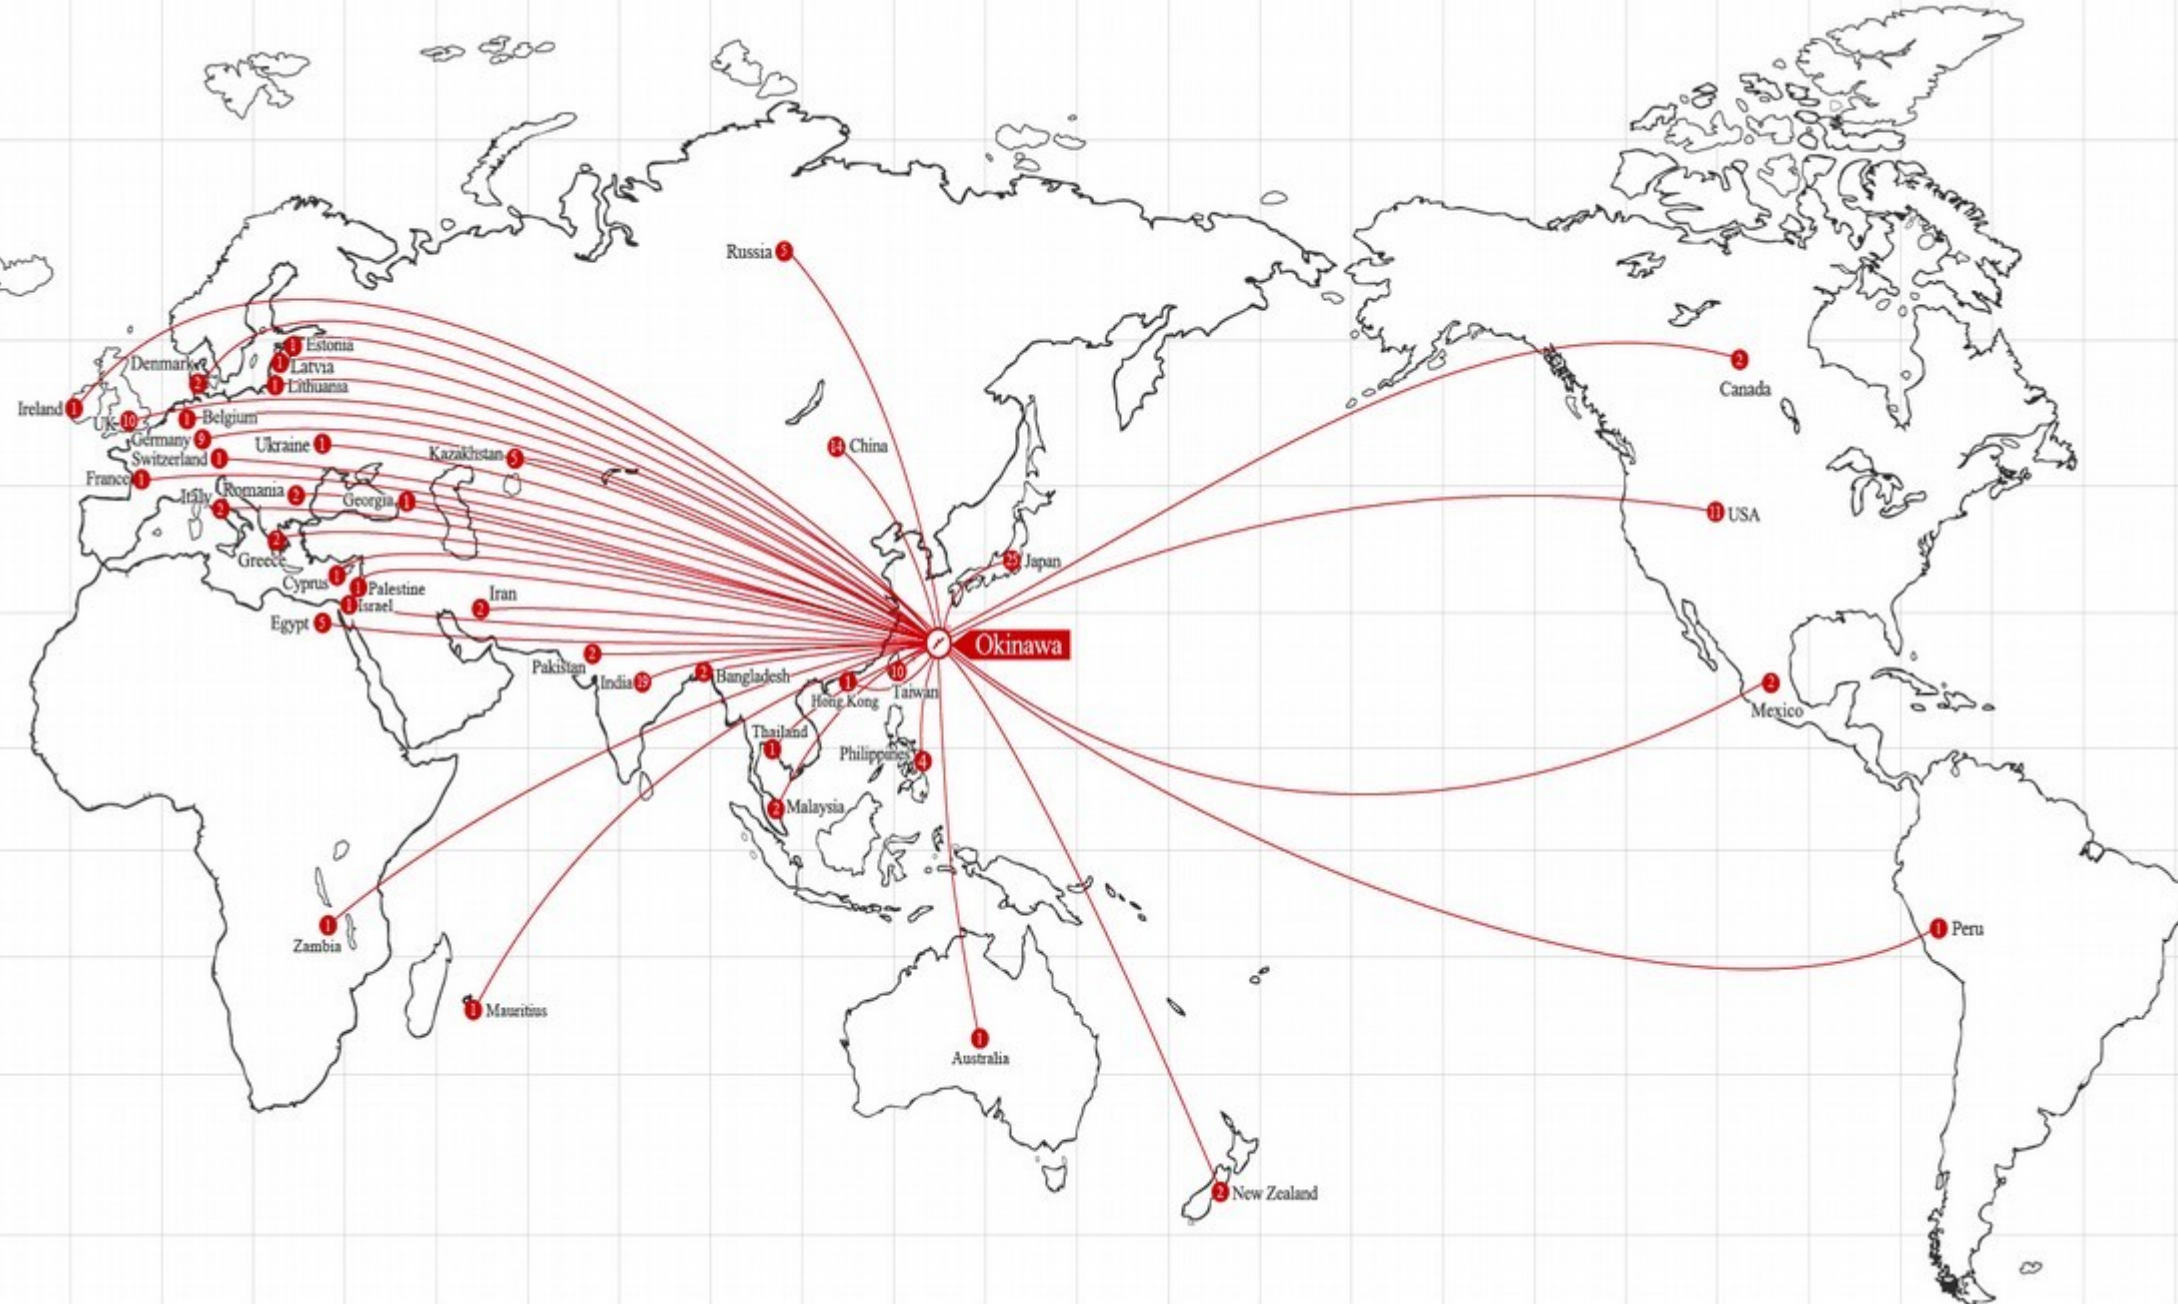 Russia 5
1 Estonia
Denmark 2
1 Latvia
1 Lithuansa
Ireland 1
UK 10
1 Belgium
Germany 9
Ukraine 1
14 China
Kazakhstan 5
Switzerland 1
France 1
Italy 2
Romania 2
Georgia 1
2 Canada
11 USA
2
Greece
25 Japan
Cyprus 1
1 Palestine
1 Israel
Iran
2
Egypt 5
Okinawa
2
Pakistan
India 19
2 Bangladesh
1
Hong Kong
10
Taiwan
2
Mexico
Thailand
1
Philippines 4
2 Malaysia
1
Zambia
1 Peru
1 Mauritius
1
Australia
2 New Zealand